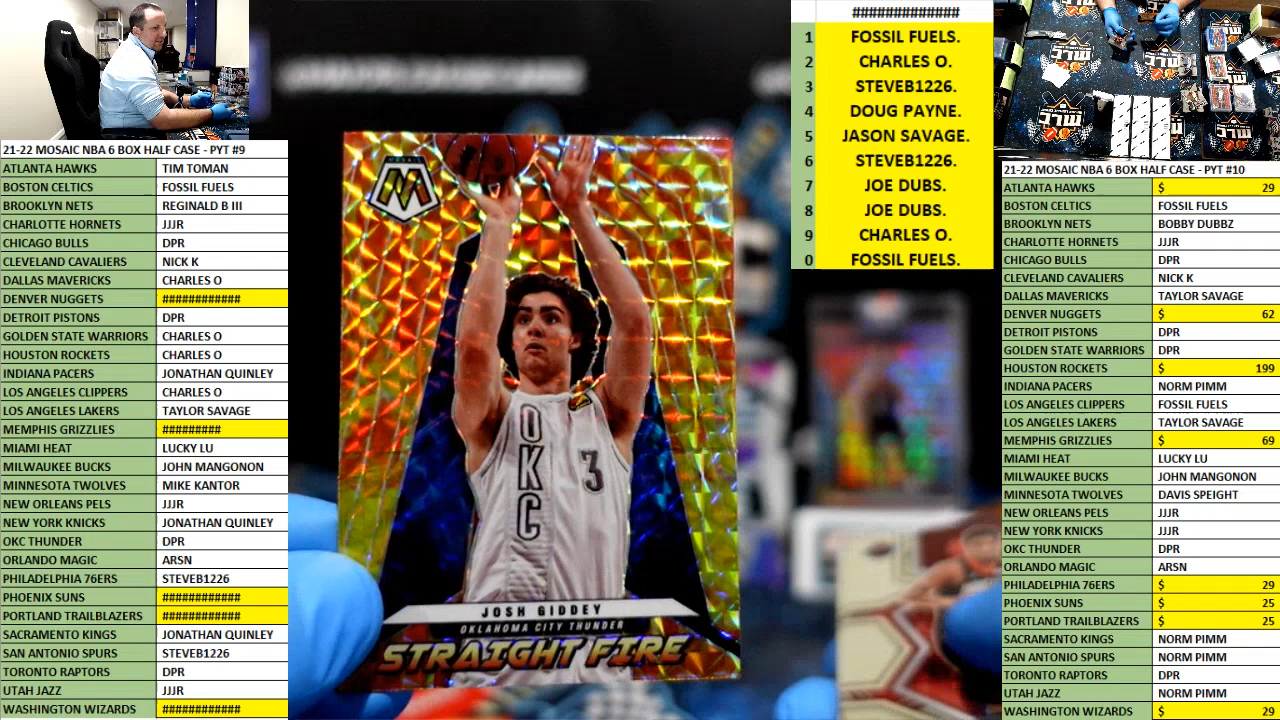 21-22 MOSAIC NBA 6 BOX HALF CASE - PYT #9
ATLANTA HAWKS TIM TOMAN
BOSTON CELTICS FOSSIL FUELS
BROOKLYN NETS REGINALD B III
CHARLOTTE HORNETS JJJR
CHICAGO BULLS DPR
CLEVELAND CAVALIERS NICK K
DALLAS MAVERICKS CHARLES O
DENVER NUGGETS ############
DETROIT PISTONS DPR
GOLDEN STATE WARRIORS CHARLES O
HOUSTON ROCKETS CHARLES O
INDIANA PACERS JONATHAN QUINLEY
LOS ANGELES CLIPPERS CHARLES O
LOS ANGELES LAKERS TAYLOR SAVAGE
MEMPHIS GRIZZLIES #########
MIAMI HEAT LUCKY LU
MILWAUKEE BUCKS JOHN MANGONON
MINNESOTA TWOLVES MIKE KANTOR
NEW ORLEANS PELS JJJR
NEW YORK KNICKS JONATHAN QUINLEY
OKC THUNDER DPR
ORLANDO MAGIC ARSN
PHILADELPHIA 76ERS STEVEB1226
PHOENIX SUNS ############
PORTLAND TRAILBLAZERS ############
SACRAMENTO KINGS JONATHAN QUINLEY
SAN ANTONIO SPURS STEVEB1226
TORONTO RAPTORS DPR
UTAH JAZZ JJJR
WASHINGTON WIZARDS ############
MOSAIC
M
OKC
3
JOSH GIDDEY
OKLAHOMA CITY THUNDER
STRAIGHT FIRE
#############
1 FOSSIL FUELS.
2 CHARLES O.
3 STEVEB1226.
4 DOUG PAYNE.
5 JASON SAVAGE.
6 STEVEB1226.
7 JOE DUBS.
8 JOE DUBS.
9 CHARLES O.
0 FOSSIL FUELS.
MLC
21-22 MOSAIC NBA 6 BOX HALF CASE - PYT #10
ATLANTA HAWKS $ 29
BOSTON CELTICS FOSSIL FUELS
BROOKLYN NETS BOBBY DUBBZ
CHARLOTTE HORNETS JJJR
CHICAGO BULLS DPR
CLEVELAND CAVALIERS NICK K
DALLAS MAVERICKS TAYLOR SAVAGE
DENVER NUGGETS $ 62
DETROIT PISTONS DPR
GOLDEN STATE WARRIORS DPR
HOUSTON ROCKETS $ 199
INDIANA PACERS NORM PIMM
LOS ANGELES CLIPPERS FOSSIL FUELS
LOS ANGELES LAKERS TAYLOR SAVAGE
MEMPHIS GRIZZLIES $ 69
MIAMI HEAT LUCKY LU
MILWAUKEE BUCKS JOHN MANGONON
MINNESOTA TWOLVES DAVIS SPEIGHT
NEW ORLEANS PELS JJJR
NEW YORK KNICKS JJJR
OKC THUNDER DPR
ORLANDO MAGIC ARSN
PHILADELPHIA 76ERS $ 29
PHOENIX SUNS $ 25
PORTLAND TRAILBLAZERS $ 25
SACRAMENTO KINGS NORM PIMM
SAN ANTONIO SPURS NORM PIMM
TORONTO RAPTORS DPR
UTAH JAZZ NORM PIMM
WASHINGTON WIZARDS $ 29